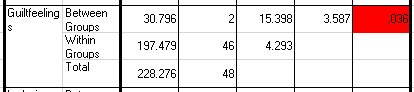 Guiltfeeling Between 30.796 2 15.398 3.587 .036
s Groups
Within 197.479 46 4.293
Groups
Total 228.276 48